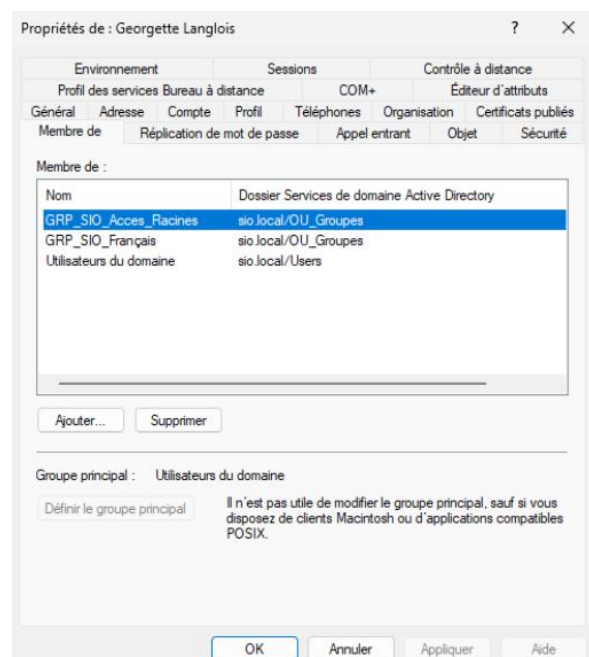 Propriétés de : Georgette Langlois ? ×
Environnement Sessions Contrôle à distance
Profil des services Bureau à distance COM+ Éditeur d'attributs
Général Adresse Compte Profil Téléphones Organisation Certificats publiés
Membre de Réplication de mot de passe Appel entrant Objet Sécurité
Membre de :
Nom Dossier Services de domaine Active Directory
GRP_SIO_Acces_Racines sio.local/OU_Groupes
GRP_SIO_Français sio.local/OU_Groupes
Utilisateurs du domaine sio.local/Users
Ajouter... Supprimer
Groupe principal : Utilisateurs du domaine
Définir le groupe principal
Il n'est pas utile de modifier le groupe principal, sauf si vous
disposez de clients Macintosh ou d'applications compatibles
POSIX.
OK Annuler Appliquer Aide